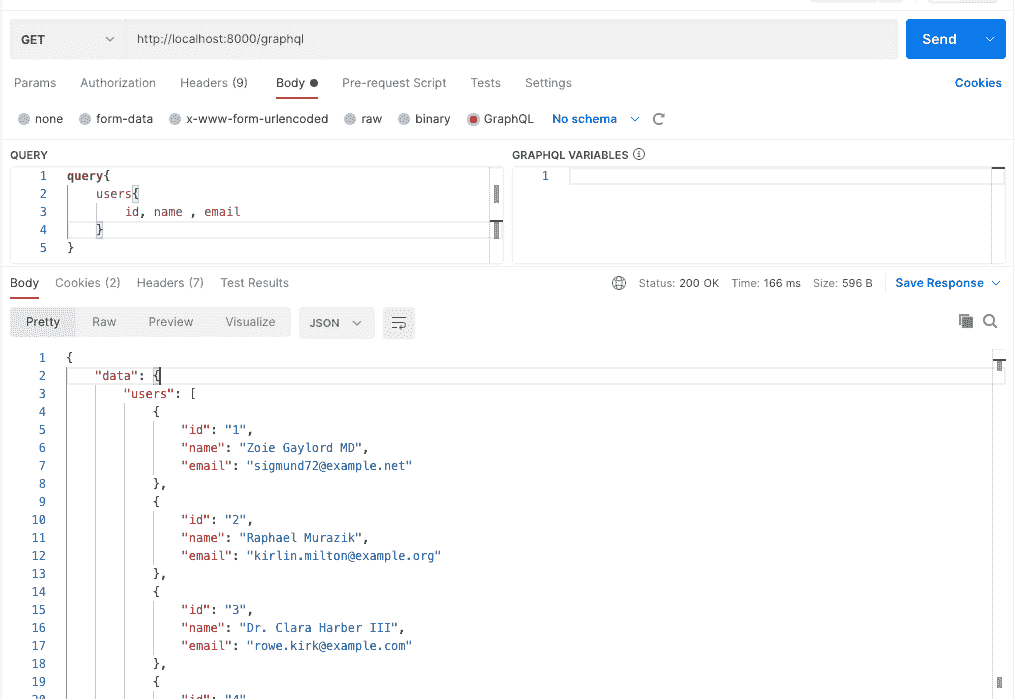 GET http://localhost:8000/graphql Send
Params Authorization Headers (9) Body Pre-request Script Tests Settings Cookies
none form-data x-www-form-urlencoded raw binary GraphQL No schema
QUERY GRAPHQL VARIABLES
1 query{ 1
2 users{
3 id, name , email
4 }
5 }
Body Cookies (2) Headers (7) Test Results Status: 200 OK Time: 166 ms Size: 596 B Save Response
Pretty Raw Preview Visualize JSON
1 {
2 "data": {
3 "users": [
4 {
5 "id": "1",
6 "name": "Zoie Gaylord MD",
7 "email": "sigmund72@example.net"
8 },
9 {
10 "id": "2",
11 "name": "Raphael Murazik",
12 "email": "kirlin.milton@example.org"
13 },
14 {
15 "id": "3",
16 "name": "Dr. Clara Harber III",
17 "email": "rowe.kirk@example.com"
18 },
19 {
20 "id": "4"